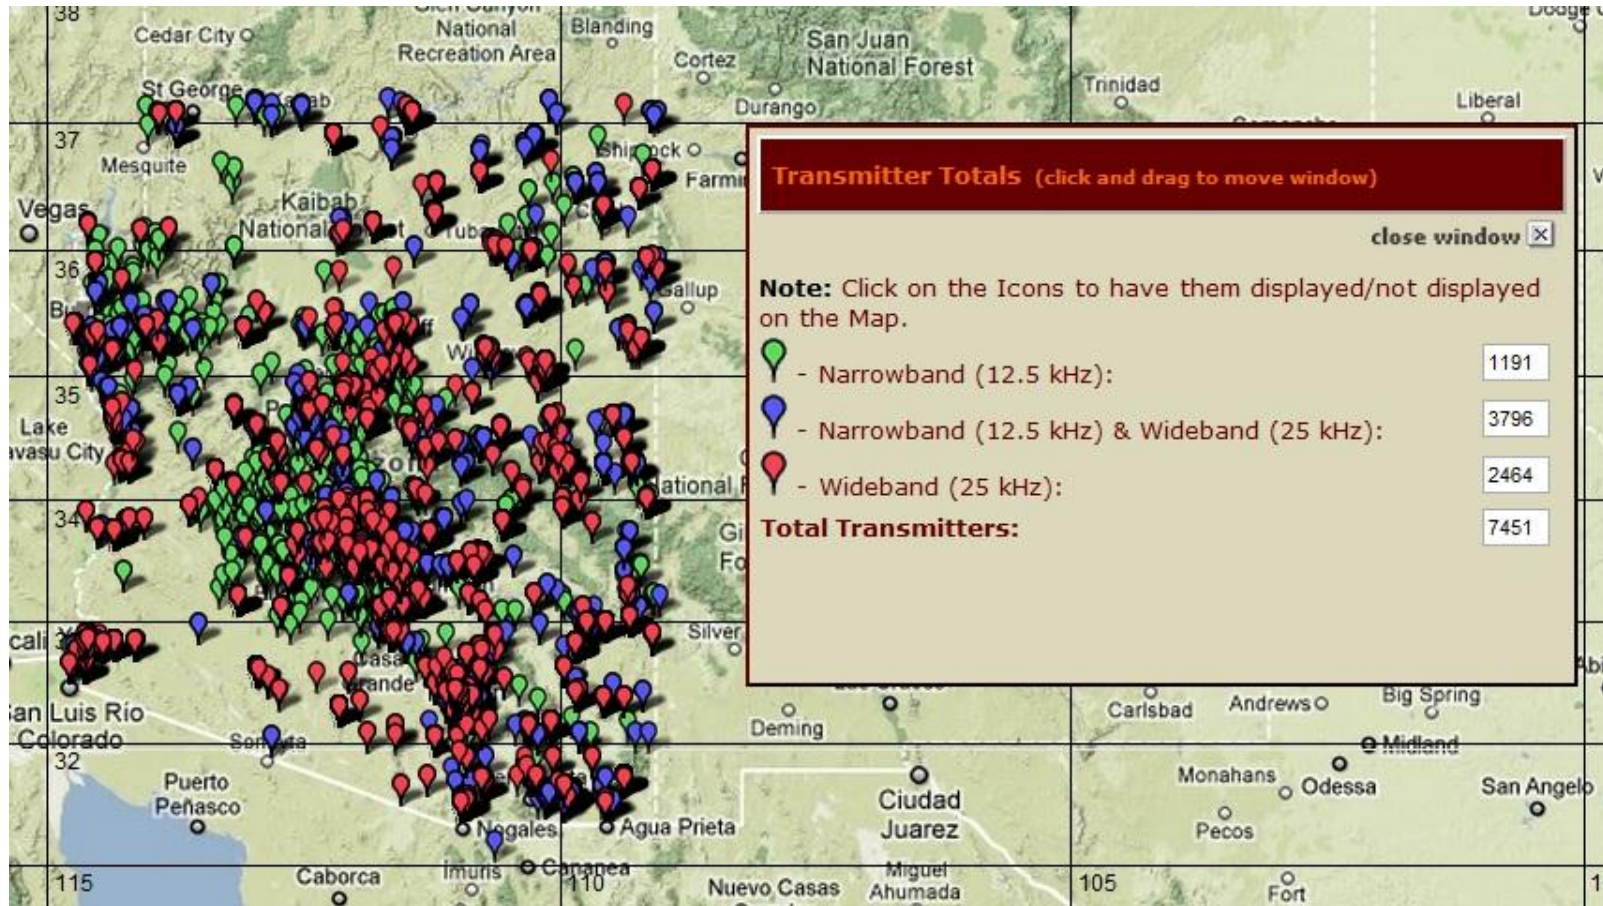 38
Cedar City
National
Recreation Area
Blanding
Cortez
San Juan
National Forest
Durango
Trinidad
Liberal
St George
37
Mesquite
Vegas
Kaibab
36
Gallup
Transmitter Totals (click and drag to move window)
close window
Note: Click on the Icons to have them displayed/not displayed
on the Map.
- Narrowband (12.5 kHz): 1191
- Narrowband (12.5 kHz) & Wideband (25 kHz): 3796
- Wideband (25 kHz): 2464
Total Transmitters: 7451
35
Lake
34
Silver
Casa
San Luis Río
Colorado
32
Deming
Carlsbad
Andrews
Big Spring
Midland
Monahans
Odessa
San Angelo
Pecos
Puerto
Peñasco
Ciudad
Juarez
Nogales
Agua Prieta
Cananea
Imuris
Caborca
115
110
105
Nuevo Casas
Miguel
Ahumada
Fort